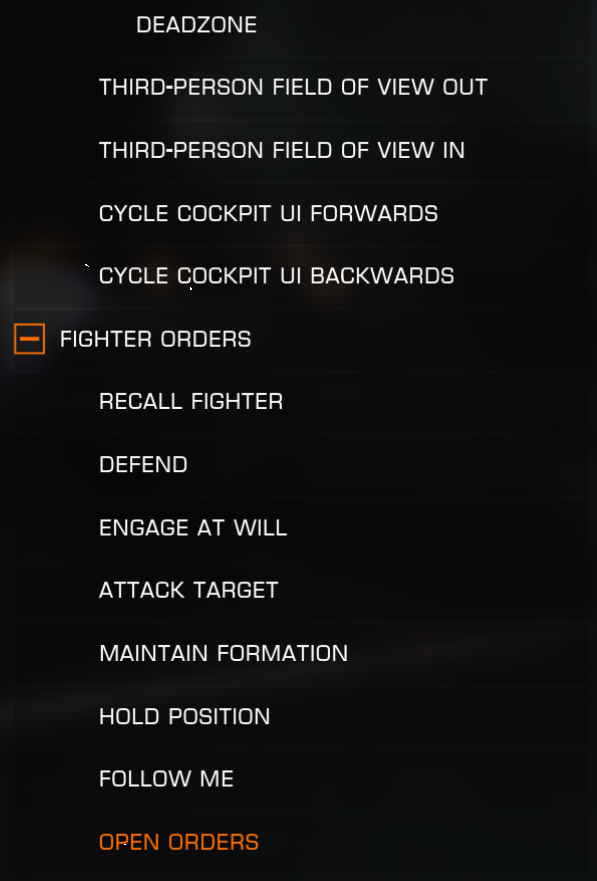 DEADZONE
THIRD-PERSON FIELD OF VIEW OUT
THIRD-PERSON FIELD OF VIEW IN
CYCLE COCKPIT UI FORWARDS
CYCLE COCKPIT UI BACKWARDS
FIGHTER ORDERS
RECALL FIGHTER
DEFEND
ENGAGE AT WILL
ATTACK TARGET
MAINTAIN FORMATION
HOLD POSITION
FOLLOW ME
OPEN ORDERS